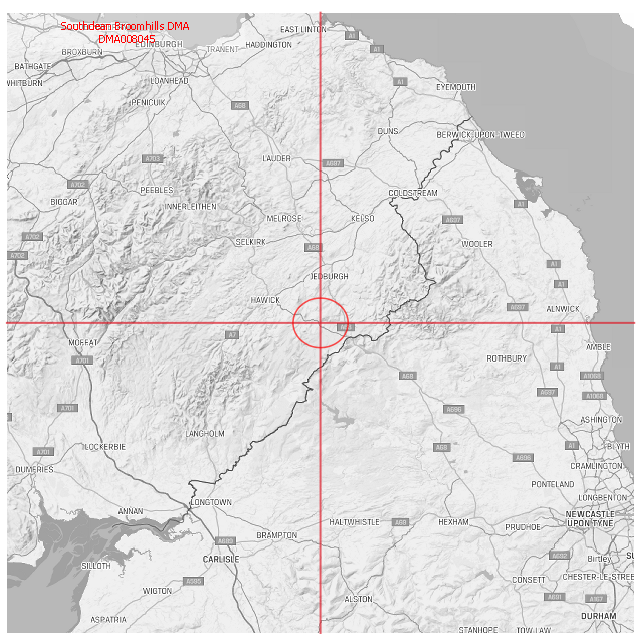 Southdean Broomhills DMA
DMA008045
EAST LINTON
A1
EDINBURGH
TRANENT
HADDINGTON
A1
BROXBURN
BATHGATE
LOANHEAD
A1
EYEMOUTH
PENICUIK
A68
DUNS
BERWICK-UPON-TWEED
A703
LAUDER
A697
A702
PEEBLES
COLDSTREAM
BIGGAR
INNERLEITHEN
A1
MELROSE
KELSO
A697
A702
SELKIRK
A68
WOOLER
A702
A1
JEDBURGH
A1
HAWICK
A697
ALNWICK
A7
A68
A1
MOFFAT
AMBLE
A701
ROTHBURY
A1
A68
A1068
A697
A1068
A701
A696
ASHINGTON
LANGHOLM
LOCKERBIE
A68
A1
BLYTH
A701
A696
CRAMLINGTON
DUMFRIES
PONTELAND
LONGBENTON
LONGTOWN
ANNAN
HALTWHISTLE
A69
HEXHAM
PRUDHOE
NEWCASTLE
UPON TYNE
BRAMPTON
A689
CARLISLE
A692
Birtley
SILLOTH
A595
CONSETT
CHESTER-LE-STREET
WIGTON
ALSTON
A691
A167
ASPATRIA
DURHAM
STANHOPE
TOW LAW